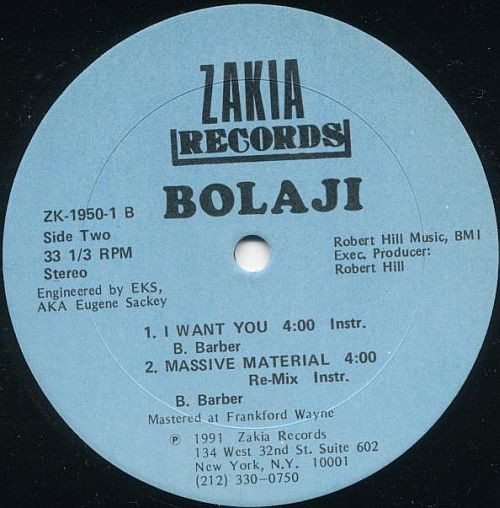 ZAKIA
RECORDS
BOLAJI
ZK-1950-1 B
Side Two
33 1/3 RPM
Stereo
Engineered by EKS,
AKA Eugene Sackey
Robert Hill Music, BMI
Exec. Producer:
Robert Hill
1. I WANT YOU 4:00 Instr.
B. Barber
2. MASSIVE MATERIAL 4:00
Re-Mix Instr.
B. Barber
Mastered at Frankford Wayne
℗ 1991 Zakia Records
134 West 32nd St. Suite 602
New York, N.Y. 10001
(212) 330-0750